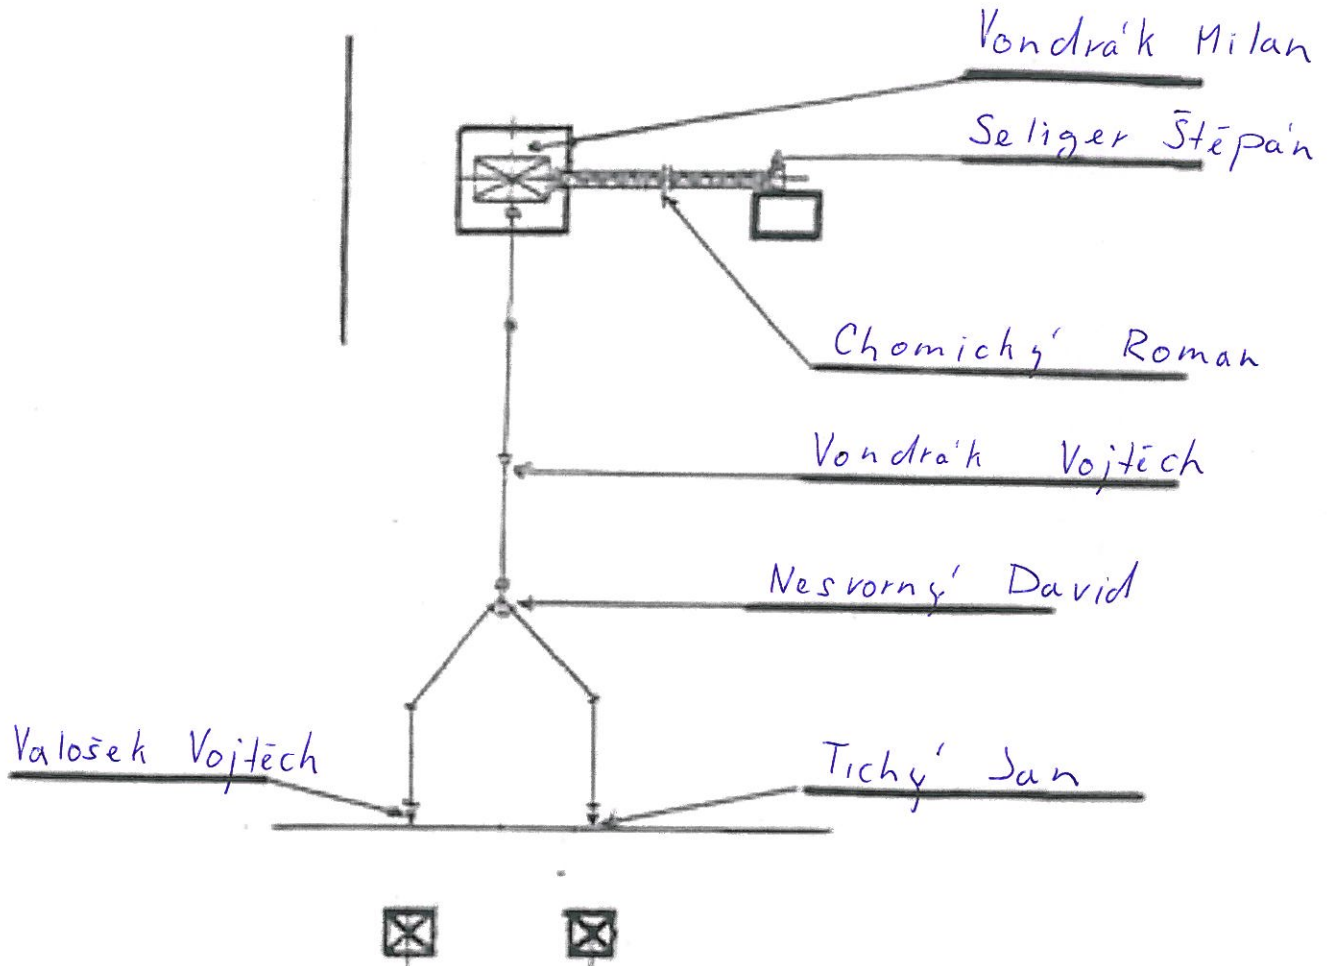 Vondrák Milan
Seliger Štěpán
Chomický Roman
Vondrák Vojtěch
Nesvorný David
Valošek Vojtěch
Tichý Jan